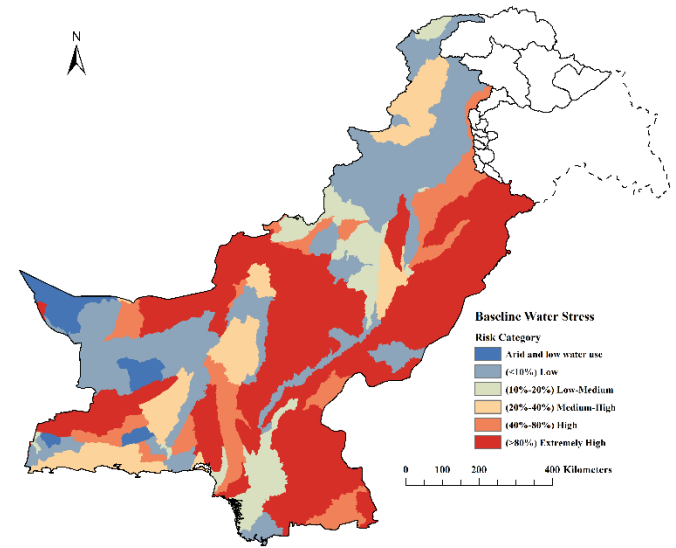 N
Baseline Water Stress
Risk Category
Arid and low water use
(<10%) Low
(10%-20%) Low-Medium
(20%-40%) Medium-High
(40%-80%) High
(>80%) Extremely High
0 100 200 400 Kilometers